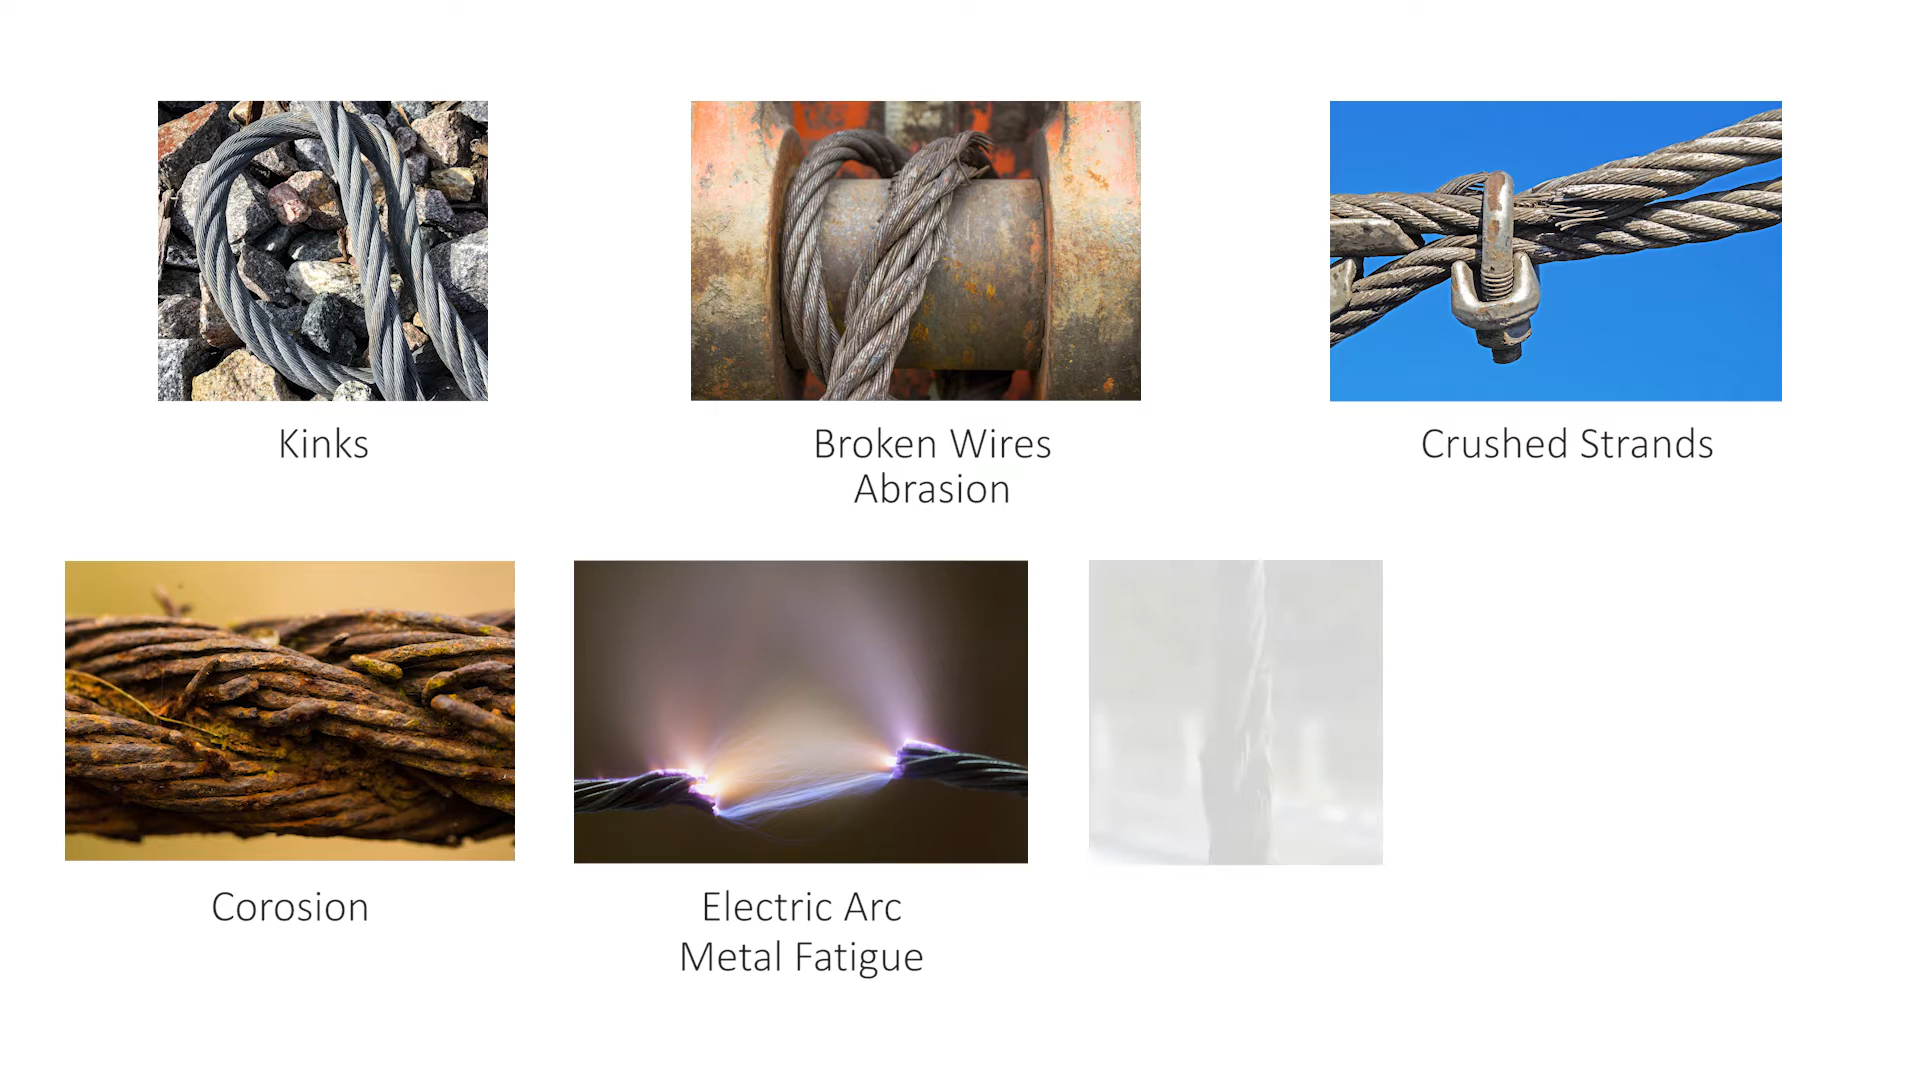 Kinks
Broken Wires
Abrasion
Crushed Strands
Corosion
Electric Arc
Metal Fatigue